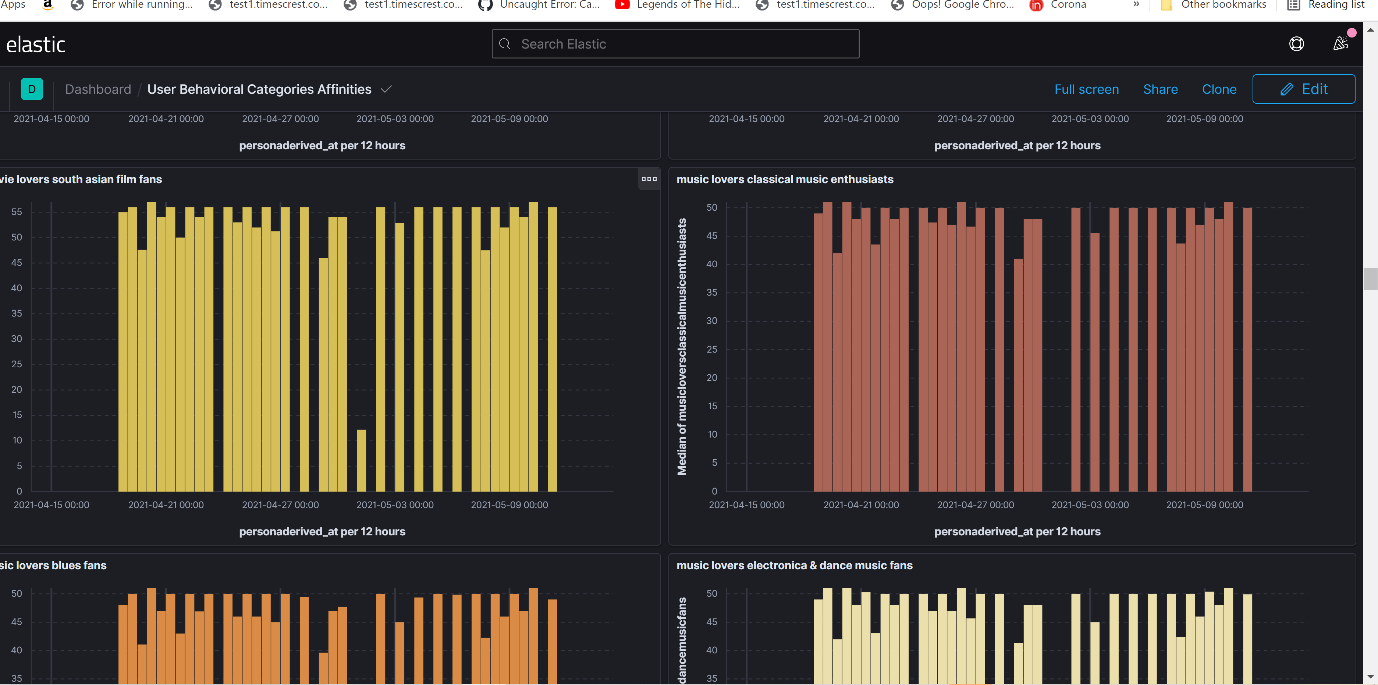 Apps
Error while running...
test1.timescrest.co...
test1.timescrest.co...
Uncaught Error: Ca...
Legends of The Hid...
test1.timescrest.co...
Oops! Google Chro...
in
Corona
»
Other bookmarks
Reading list
elastic
Search Elastic
D
Dashboard / User Behavioral Categories Affinities
Full screen
Share
Clone
Edit
2021-04-15 00:00 2021-04-21 00:00 2021-04-27 00:00 2021-05-03 00:00 2021-05-09 00:00
personaderived_at per 12 hours
2021-04-15 00:00 2021-04-21 00:00 2021-04-27 00:00 2021-05-03 00:00 2021-05-09 00:00
personaderived_at per 12 hours
vie lovers south asian film fans
55
50
45
40
35
30
25
20
15
10
5
0
2021-04-15 00:00 2021-04-21 00:00 2021-04-27 00:00 2021-05-03 00:00 2021-05-09 00:00
personaderived_at per 12 hours
music lovers classical music enthusiasts
Median of musicloversclassicalmusicenthusiasts
50
45
40
35
30
25
20
15
10
5
0
2021-04-15 00:00 2021-04-21 00:00 2021-04-27 00:00 2021-05-03 00:00 2021-05-09 00:00
personaderived_at per 12 hours
sic lovers blues fans
50
45
40
35
music lovers electronica & dance music fans
dancemusicfans
50
45
40
35